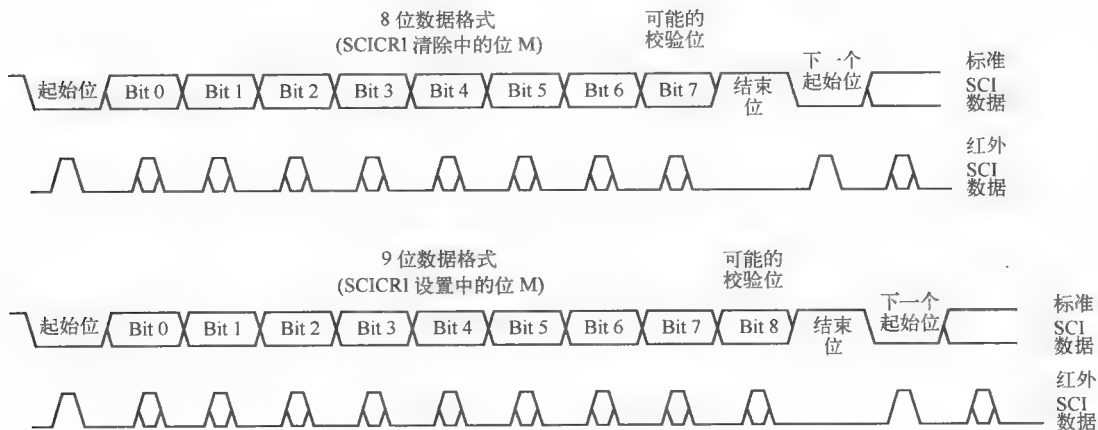 8 位数据格式
(SCICR1 清除中的位 M)
可能的
校验位
起始位
Bit 0
Bit 1
Bit 2
Bit 3
Bit 4
Bit 5
Bit 6
Bit 7
结束
位
下一个
起始位
标准
SCI
数据
红外
SCI
数据
9 位数据格式
(SCICR1 设置中的位 M)
可能的
校验位
起始位
Bit 0
Bit 1
Bit 2
Bit 3
Bit 4
Bit 5
Bit 6
Bit 7
Bit 8
结束
位
下一个
起始位
标准
SCI
数据
红外
SCI
数据